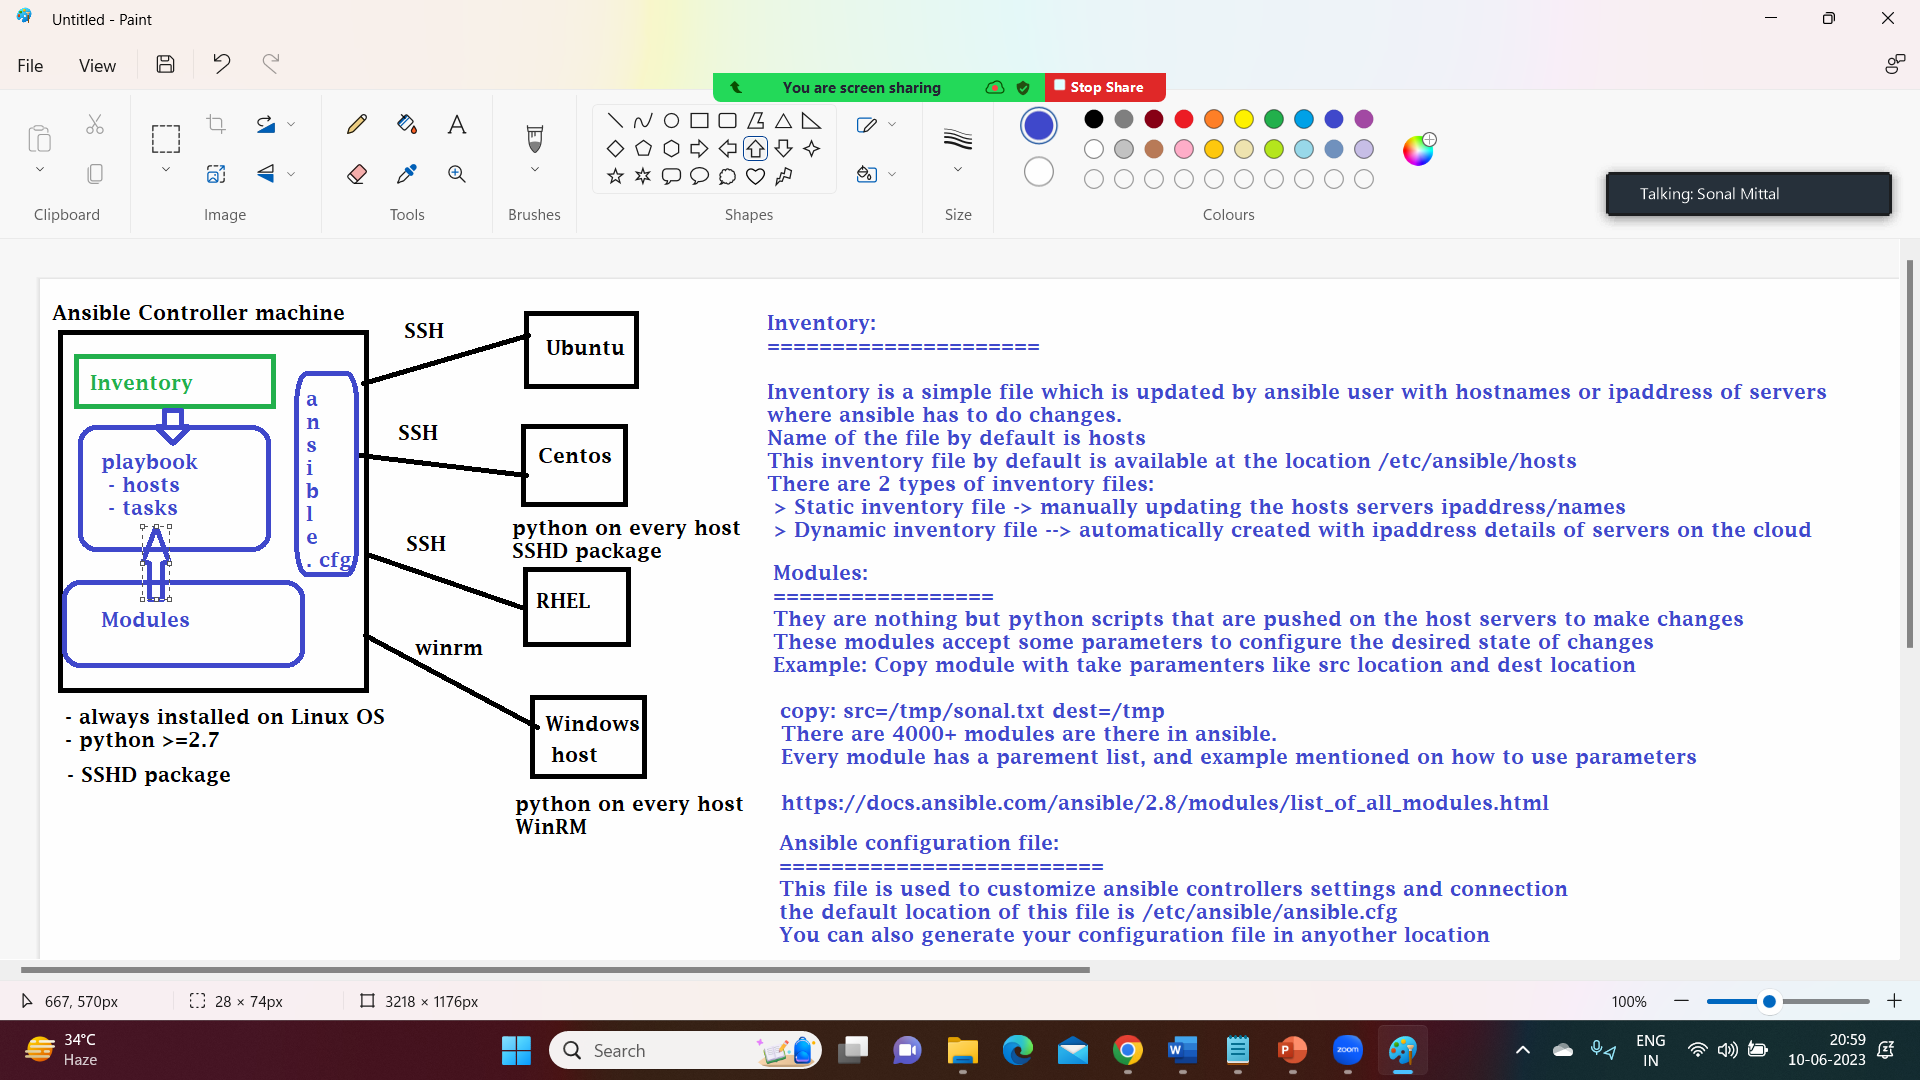 Untitled - Paint
File
View
You are screen sharing
Stop Share
Clipboard
Image
Tools
Brushes
Shapes
Size
Colours
Talking: Sonal Mittal
Ansible Controller machine
Inventory
playbook
- hosts
- tasks
Modules
a
n
s
i
b
l
e
. cfg
- always installed on Linux OS
- python >=2.7
- SSHD package
SSH
SSH
SSH
winrm
Ubuntu
Centos
python on every host
SSHD package
RHEL
Windows
host
python on every host
WinRM
Inventory:
=====================
Inventory is a simple file which is updated by ansible user with hostnames or ipaddress of servers
where ansible has to do changes.
Name of the file by default is hosts
This inventory file by default is available at the location /etc/ansible/hosts
There are 2 types of inventory files:
> Static inventory file -> manually updating the hosts servers ipaddress/names
> Dynamic inventory file --> automatically created with ipaddress details of servers on the cloud
Modules:
=================
They are nothing but python scripts that are pushed on the host servers to make changes
These modules accept some parameters to configure the desired state of changes
Example: Copy module with take paramenters like src location and dest location
copy: src=/tmp/sonal.txt dest=/tmp
There are 4000+ modules are there in ansible.
Every module has a parement list, and example mentioned on how to use parameters
https://docs.ansible.com/ansible/2.8/modules/list_of_all_modules.html
Ansible configuration file:
=========================
This file is used to customize ansible controllers settings and connection
the default location of this file is /etc/ansible/ansible.cfg
You can also generate your configuration file in anyother location
667, 570px
28 × 74px
3218 × 1176px
100%
34°C
Haze
Search
zoom
ENG
IN
20:59
10-06-2023